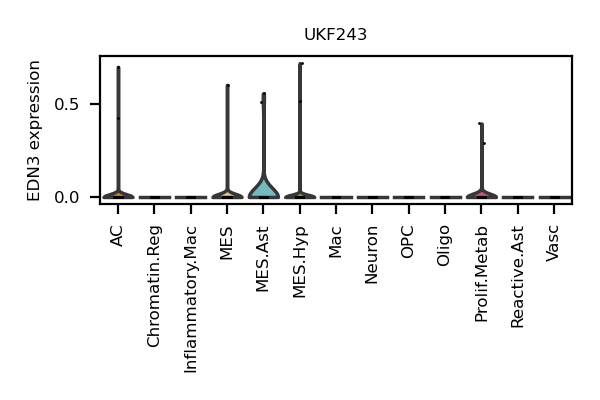 UKF243
EDN3 expression
0.5
0.0
AC
Chromatin.Reg
Inflammatory.Mac
MES
MES.Ast
MES.Hyp
Mac
Neuron
OPC
Oligo
Prolif.Metab
Reactive.Ast
Vasc